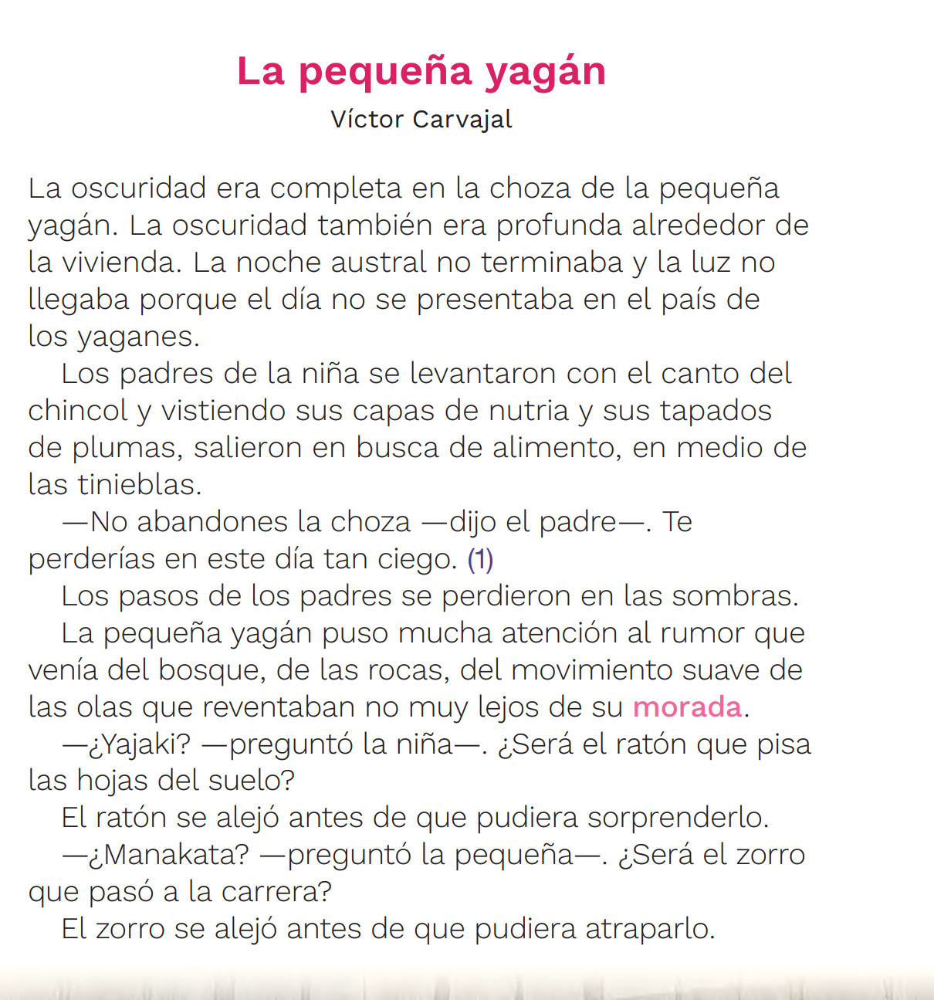 La pequeña yagán
Víctor Carvajal
La oscuridad era completa en la choza de la pequeña
yagán. La oscuridad también era profunda alrededor de
la vivienda. La noche austral no terminaba y la luz no
llegaba porque el día no se presentaba en el país de
los yaganes.
Los padres de la niña se levantaron con el canto del
chincol y vistiendo sus capas de nutria y sus tapados
de plumas, salieron en busca de alimento, en medio de
las tinieblas.
—No abandones la choza —dijo el padre—. Te
perderías en este día tan ciego. (1)
Los pasos de los padres se perdieron en las sombras.
La pequeña yagán puso mucha atención al rumor que
venía del bosque, de las rocas, del movimiento suave de
las olas que reventaban no muy lejos de su morada.
—¿Yajaki? —preguntó la niña—. ¿Será el ratón que pisa
las hojas del suelo?
El ratón se alejó antes de que pudiera sorprenderlo.
—¿Manakata? —preguntó la pequeña—. ¿Será el zorro
que pasó a la carrera?
El zorro se alejó antes de que pudiera atraparlo.